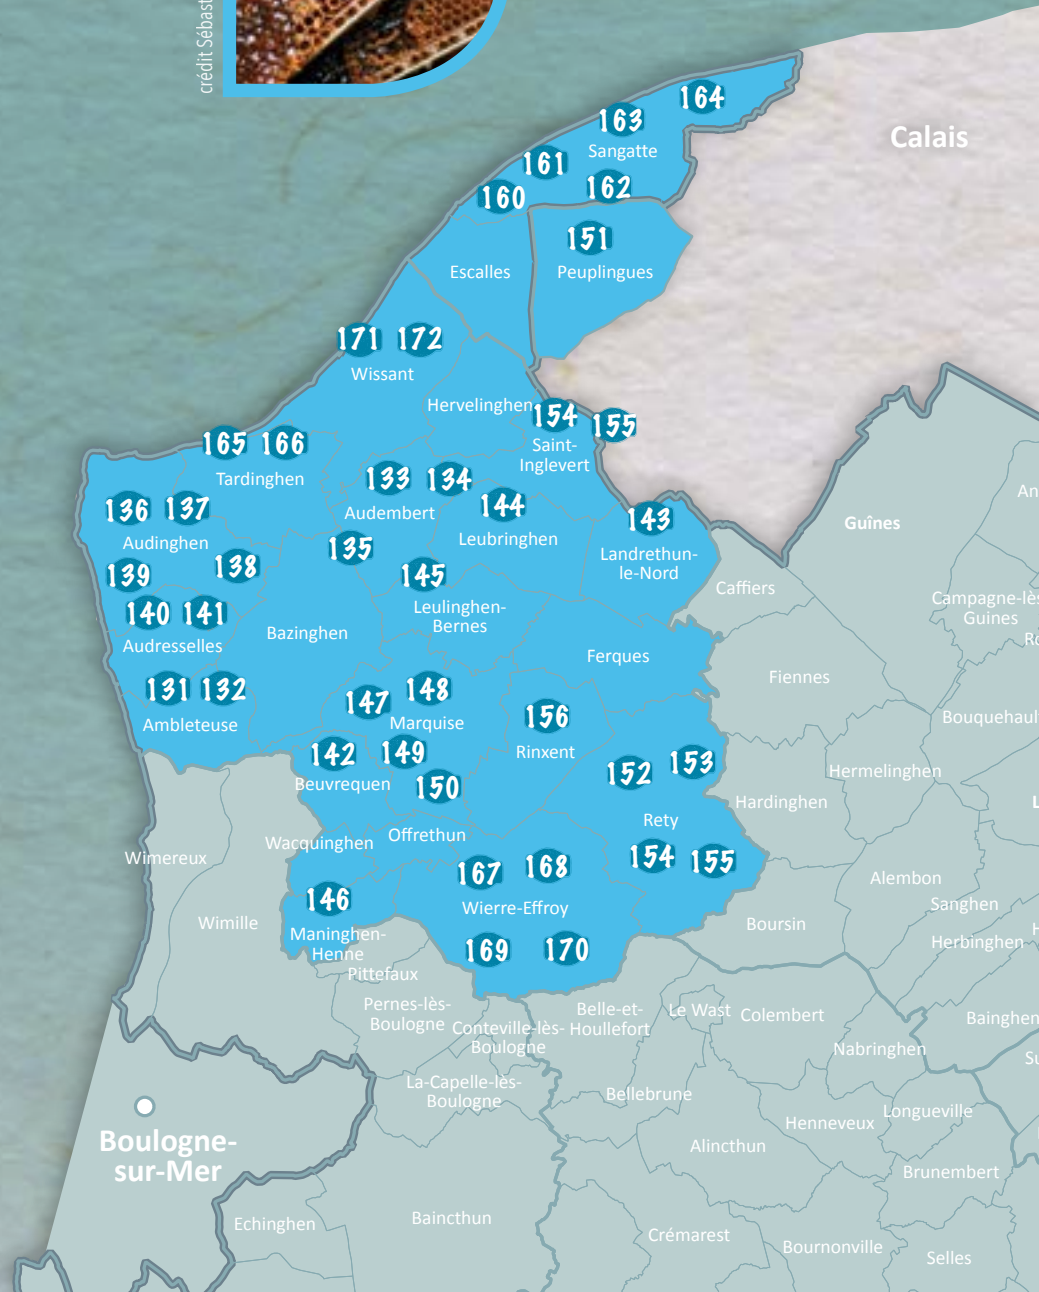 crédit Sébast
164
163
Calais
Sangatte
161
162
160
151
Escalles
Peuplingues
171 172
Wissant
Hervelinghen
154
155
Saint-
Inglevert
165 166
Tardinghen
133 134
136 137
Audembert
144
143
Guînes
An
Audinghen
Leubringhen
135
Landrethun-
le-Nord
138
139
145
Caffiers
Campagne-lès
Guines
140 141
Leulinghen-
Bernes
Audresselles
Bazinghen
Ro
Ferques
Fiennes
131 132
147
148
Ambleteuse
Marquise
156
Bouquehaul
Rinxent
142
149
152
153
Hermelinghen
Beuvrequen
150
Hardinghen
L
Rety
Offrethun
Wacquinghen
Wimereux
167
168
154
155
Alembon
146
Wierre-Effroy
Sanghen
Wimille
Boursin
H
Maninghen-
Henne
169
170
Herbinghen
Pittefaux
Pernes-lès-
Boulogne
Belle-et-
Houllefort
Le Wast
Colembert
Bainghen
Conteville-lès-
Boulogne
Nabringhen
Su
La-Capelle-lès-
Boulogne
Bellebrune
Longueville
Henneveux
Boulogne-
sur-Mer
Alincthun
Brunembert
Echinghen
Baincthun
Crémarest
Bournonville
Selles